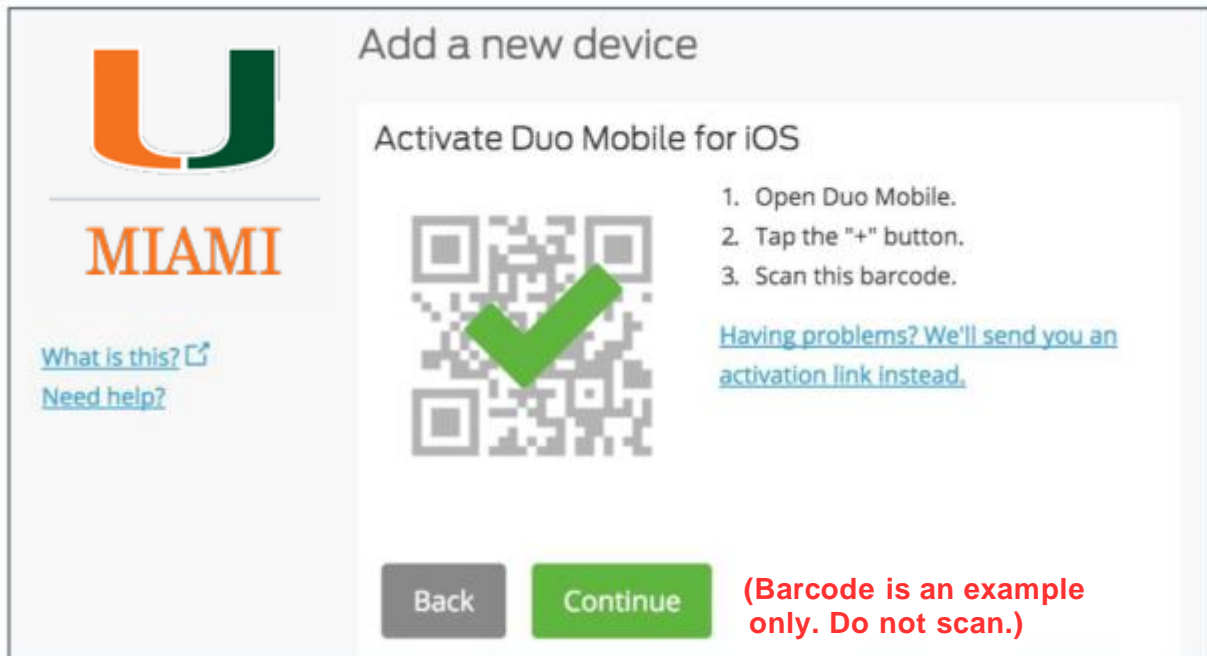 Add a new device
U
MIAMI
What is this?
Need help?
Activate Duo Mobile for iOS
1. Open Duo Mobile.
2. Tap the "+" button.
3. Scan this barcode.
Having problems? We'll send you an
activation link instead.
Back
Continue
(Barcode is an example
only. Do not scan.)